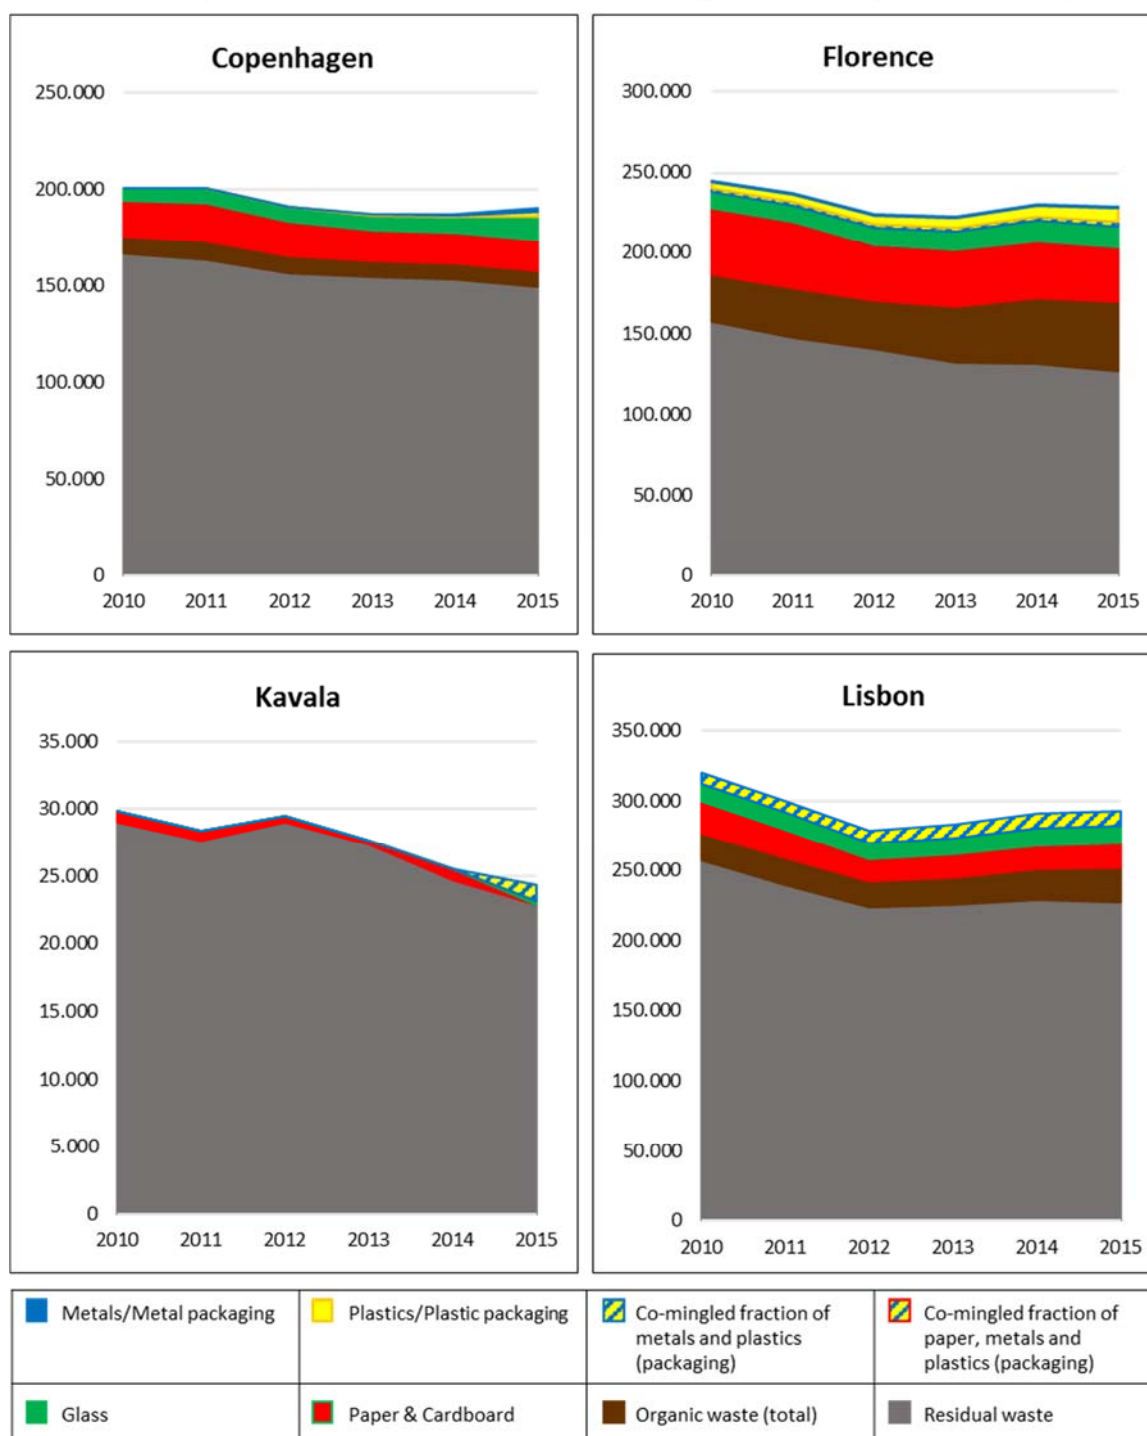 Copenhagen
250.000
200.000
150.000
100.000
50.000
0
2010 2011 2012 2013 2014 2015
Florence
300.000
250.000
200.000
150.000
100.000
50.000
0
2010 2011 2012 2013 2014 2015
Kavala
35.000
30.000
25.000
20.000
15.000
10.000
5.000
0
2010 2011 2012 2013 2014 2015
Lisbon
350.000
300.000
250.000
200.000
150.000
100.000
50.000
0
2010 2011 2012 2013 2014 2015
Metals/Metal packaging
Plastics/Plastic packaging
Co-mingled fraction of
metals and plastics
(packaging)
Co-mingled fraction of
paper, metals and
plastics (packaging)
Glass
Paper & Cardboard
Organic waste (total)
Residual waste